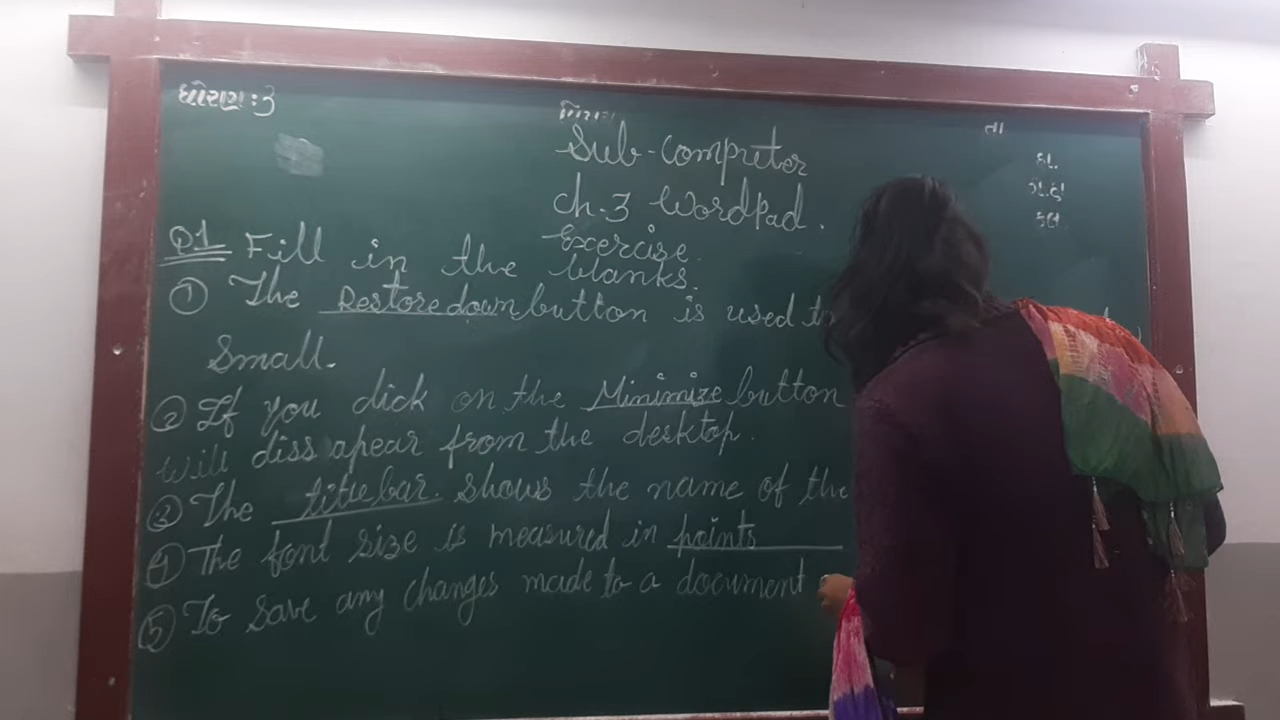 ધોરણ : 3
વિષય
તા
Sub-computer
હા.
ch.3 Wordpad.
ગે.હા
કુલ
Exercise.
Q1 Fill in the blanks.
① The Restore down button is used to
Small.
② If you click on the Minimize button
will diss apear from the desktop.
③ The title bar. shows the name of the
④ The font size is measured in points
⑤ To save any changes made to a document